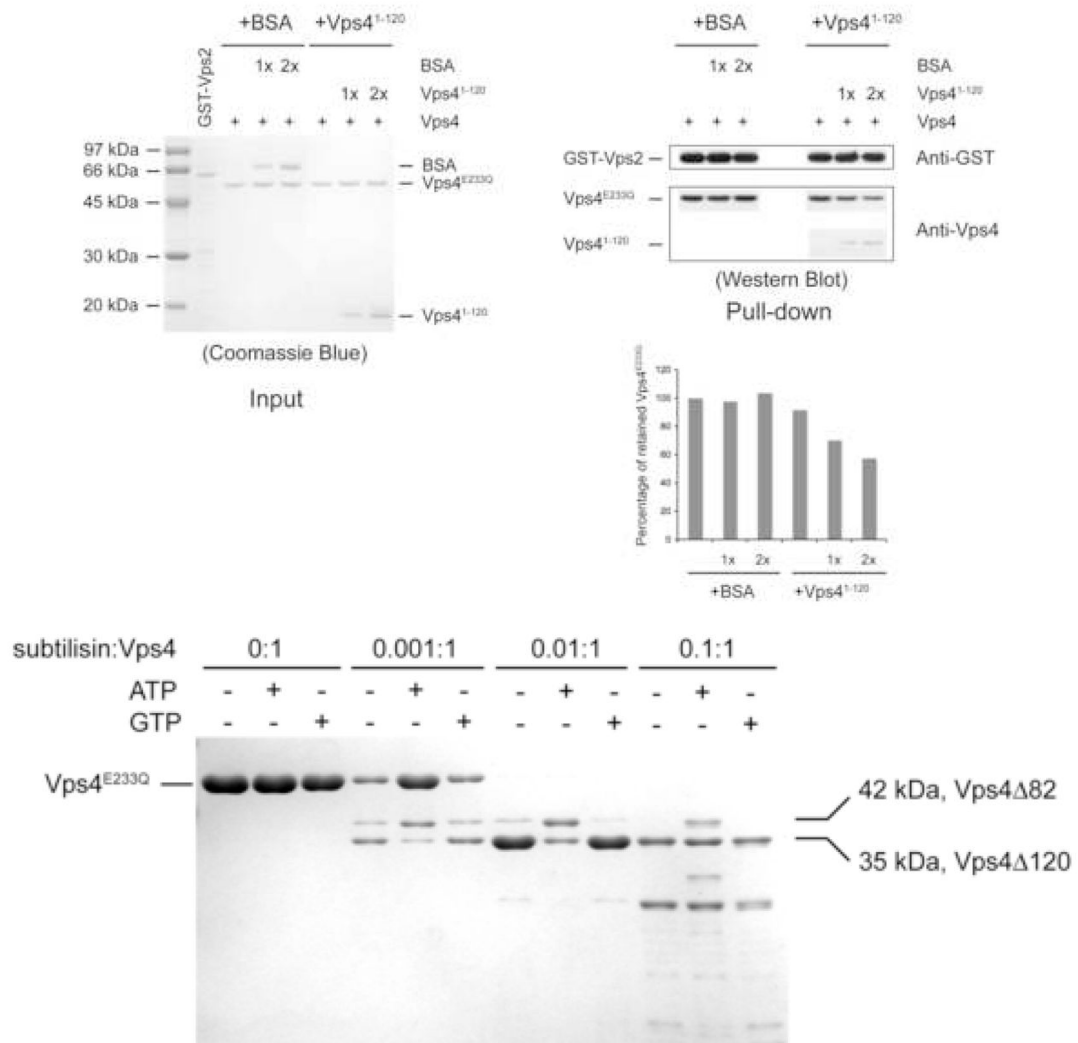 +BSA +Vps4¹⁻¹²⁰
1x 2x BSA
1x 2x Vps4¹⁻¹²⁰
+ + + + + + Vps4
GST-Vps2
97 kDa
66 kDa
45 kDa
30 kDa
20 kDa
BSA
Vps4ᴱ²³³Q
Vps4¹⁻¹²⁰
(Coomassie Blue)
Input
+BSA +Vps4¹⁻¹²⁰
1x 2x BSA
1x 2x Vps4¹⁻¹²⁰
+ + + + + + Vps4
GST-Vps2 Anti-GST
Vps4ᴱ²³³Q
Vps4¹⁻¹²⁰
Anti-Vps4
(Western Blot)
Pull-down
Percentage of retained Vps4ᴱ²³³Q
120
100
80
60
40
20
0
1x 2x 1x 2x
+BSA +Vps4¹⁻¹²⁰
subtilisin:Vps4 0:1 0.001:1 0.01:1 0.1:1
ATP - + - - + - - + - - + -
GTP - - + - - + - - + - - +
Vps4ᴱ²³³Q
42 kDa, Vps4Δ82
35 kDa, Vps4Δ120